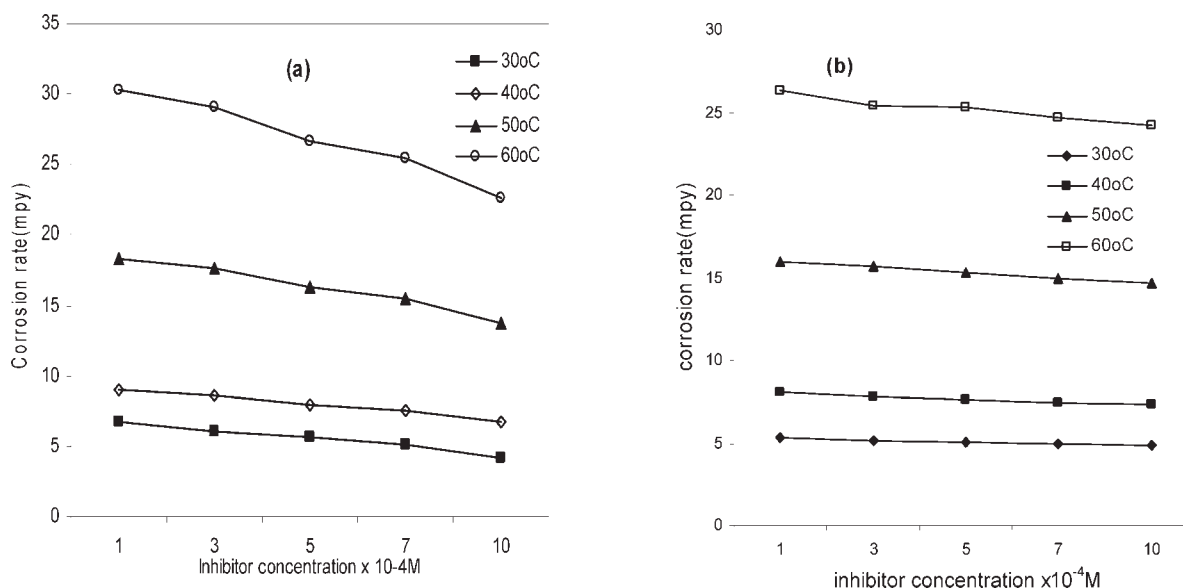 (a)
35
30
25
20
15
10
5
0
Corrosion rate(mpy)
30oC
40oC
50oC
60oC
1 3 5 7 10
Inhibitor concentration x 10-4M
(b)
30
25
20
15
10
5
0
corrosion rate(mpy)
30oC
40oC
50oC
60oC
1 3 5 7 10
inhibitor concentration x10-4M